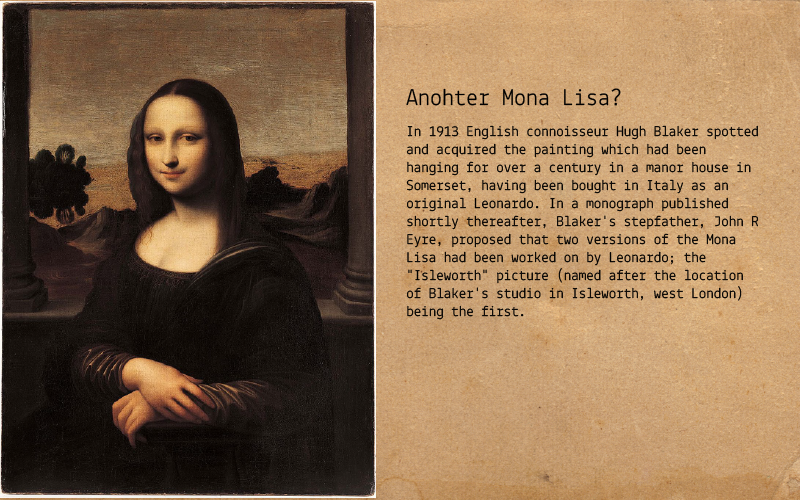 Anohter Mona Lisa?
In 1913 English connoisseur Hugh Blaker spotted
and acquired the painting which had been
hanging for over a century in a manor house in
Somerset, having been bought in Italy as an
original Leonardo. In a monograph published
shortly thereafter, Blaker's stepfather, John R
Eyre, proposed that two versions of the Mona
Lisa had been worked on by Leonardo; the
"Isleworth" picture (named after the location
of Blaker's studio in Isleworth, west London)
being the first.